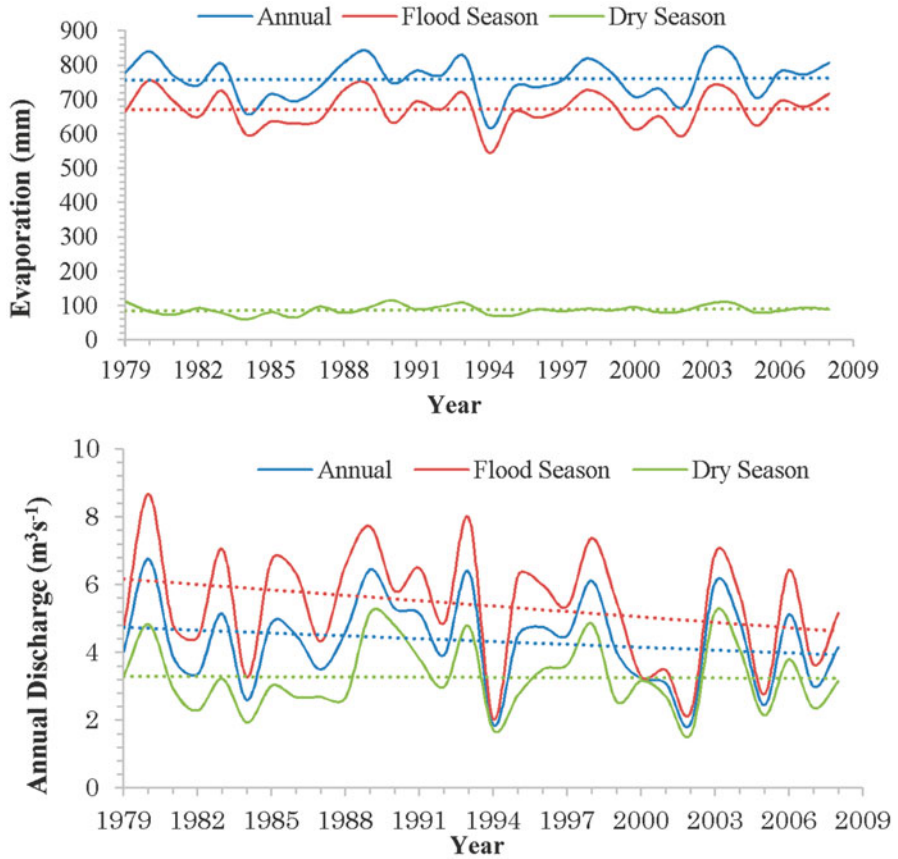 Annual Flood Season Dry Season
900
800
700
600
500
400
300
200
100
0
Evaporation (mm)
1979 1982 1985 1988 1991 1994 1997 2000 2003 2006 2009
Year
Annual Flood Season Dry Season
10
8
6
4
2
0
Annual Discharge (m³s⁻¹)
1979 1982 1985 1988 1991 1994 1997 2000 2003 2006 2009
Year